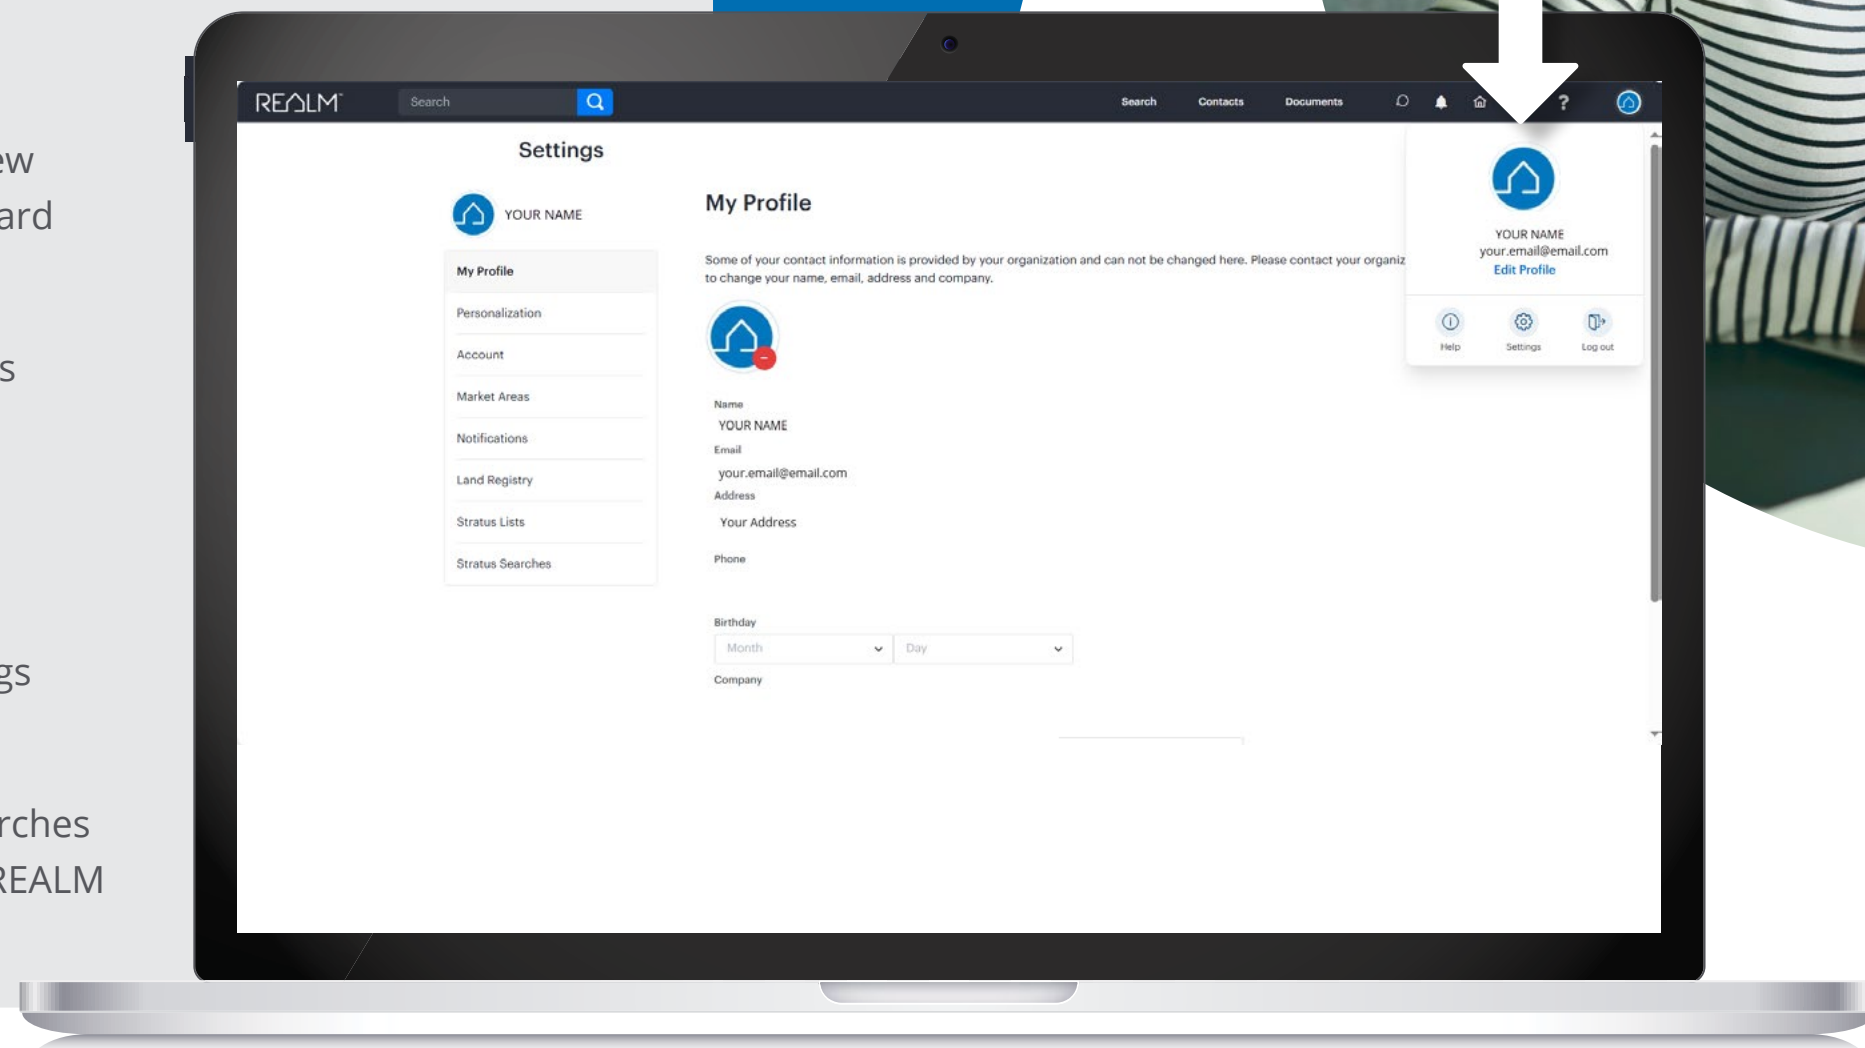 ew
ard
s
gs
rches
REALM
REALM
Search
Search Contacts Documents ?
Settings
YOUR NAME
My Profile
Personalization
Account
Market Areas
Notifications
Land Registry
Stratus Lists
Stratus Searches
My Profile
Some of your contact information is provided by your organization and can not be changed here. Please contact your organiz
to change your name, email, address and company.
Name
YOUR NAME
Email
your.email@email.com
Address
Your Address
Phone
Birthday
Month Day
Company
YOUR NAME
your.email@email.com
Edit Profile
Help Settings Log out